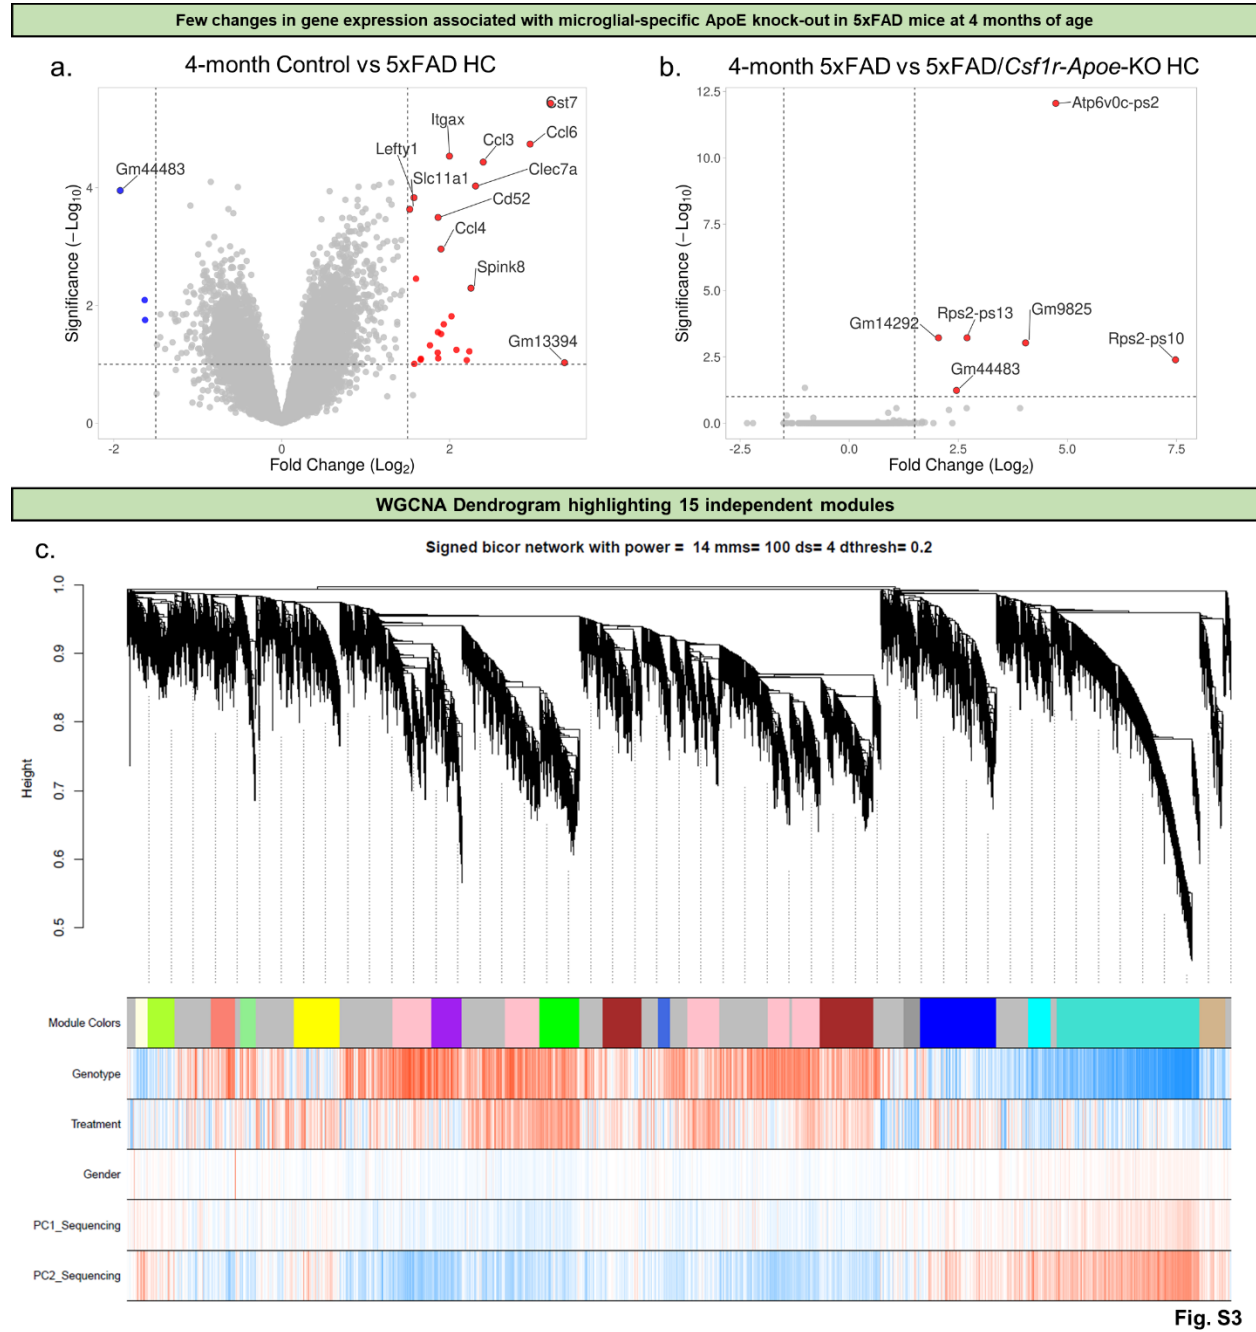 Few changes in gene expression associated with microglial-specific ApoE knock-out in 5xFAD mice at 4 months of age
a.
4-month Control vs 5xFAD HC
Significance (−Log10)
4
2
0
-2
0
2
Fold Change (Log2)
Gm44483
Lefty1
Itgax
Slc11a1
Ccl3
Cst7
Ccl6
Clec7a
Cd52
Ccl4
Spink8
Gm13394
b.
4-month 5xFAD vs 5xFAD/Csf1r-Apoe-KO HC
Significance (−Log10)
12.5
10.0
7.5
5.0
2.5
0.0
-2.5
0.0
2.5
5.0
7.5
Fold Change (Log2)
Atp6v0c-ps2
Gm14292
Rps2-ps13
Gm9825
Rps2-ps10
Gm44483
WGCNA Dendrogram highlighting 15 independent modules
c.
Signed bicor network with power = 14 mms= 100 ds= 4 dthresh= 0.2
Height
1.0
0.9
0.8
0.7
0.6
0.5
Module Colors
Genotype
Treatment
Gender
PC1_Sequencing
PC2_Sequencing
Fig. S3